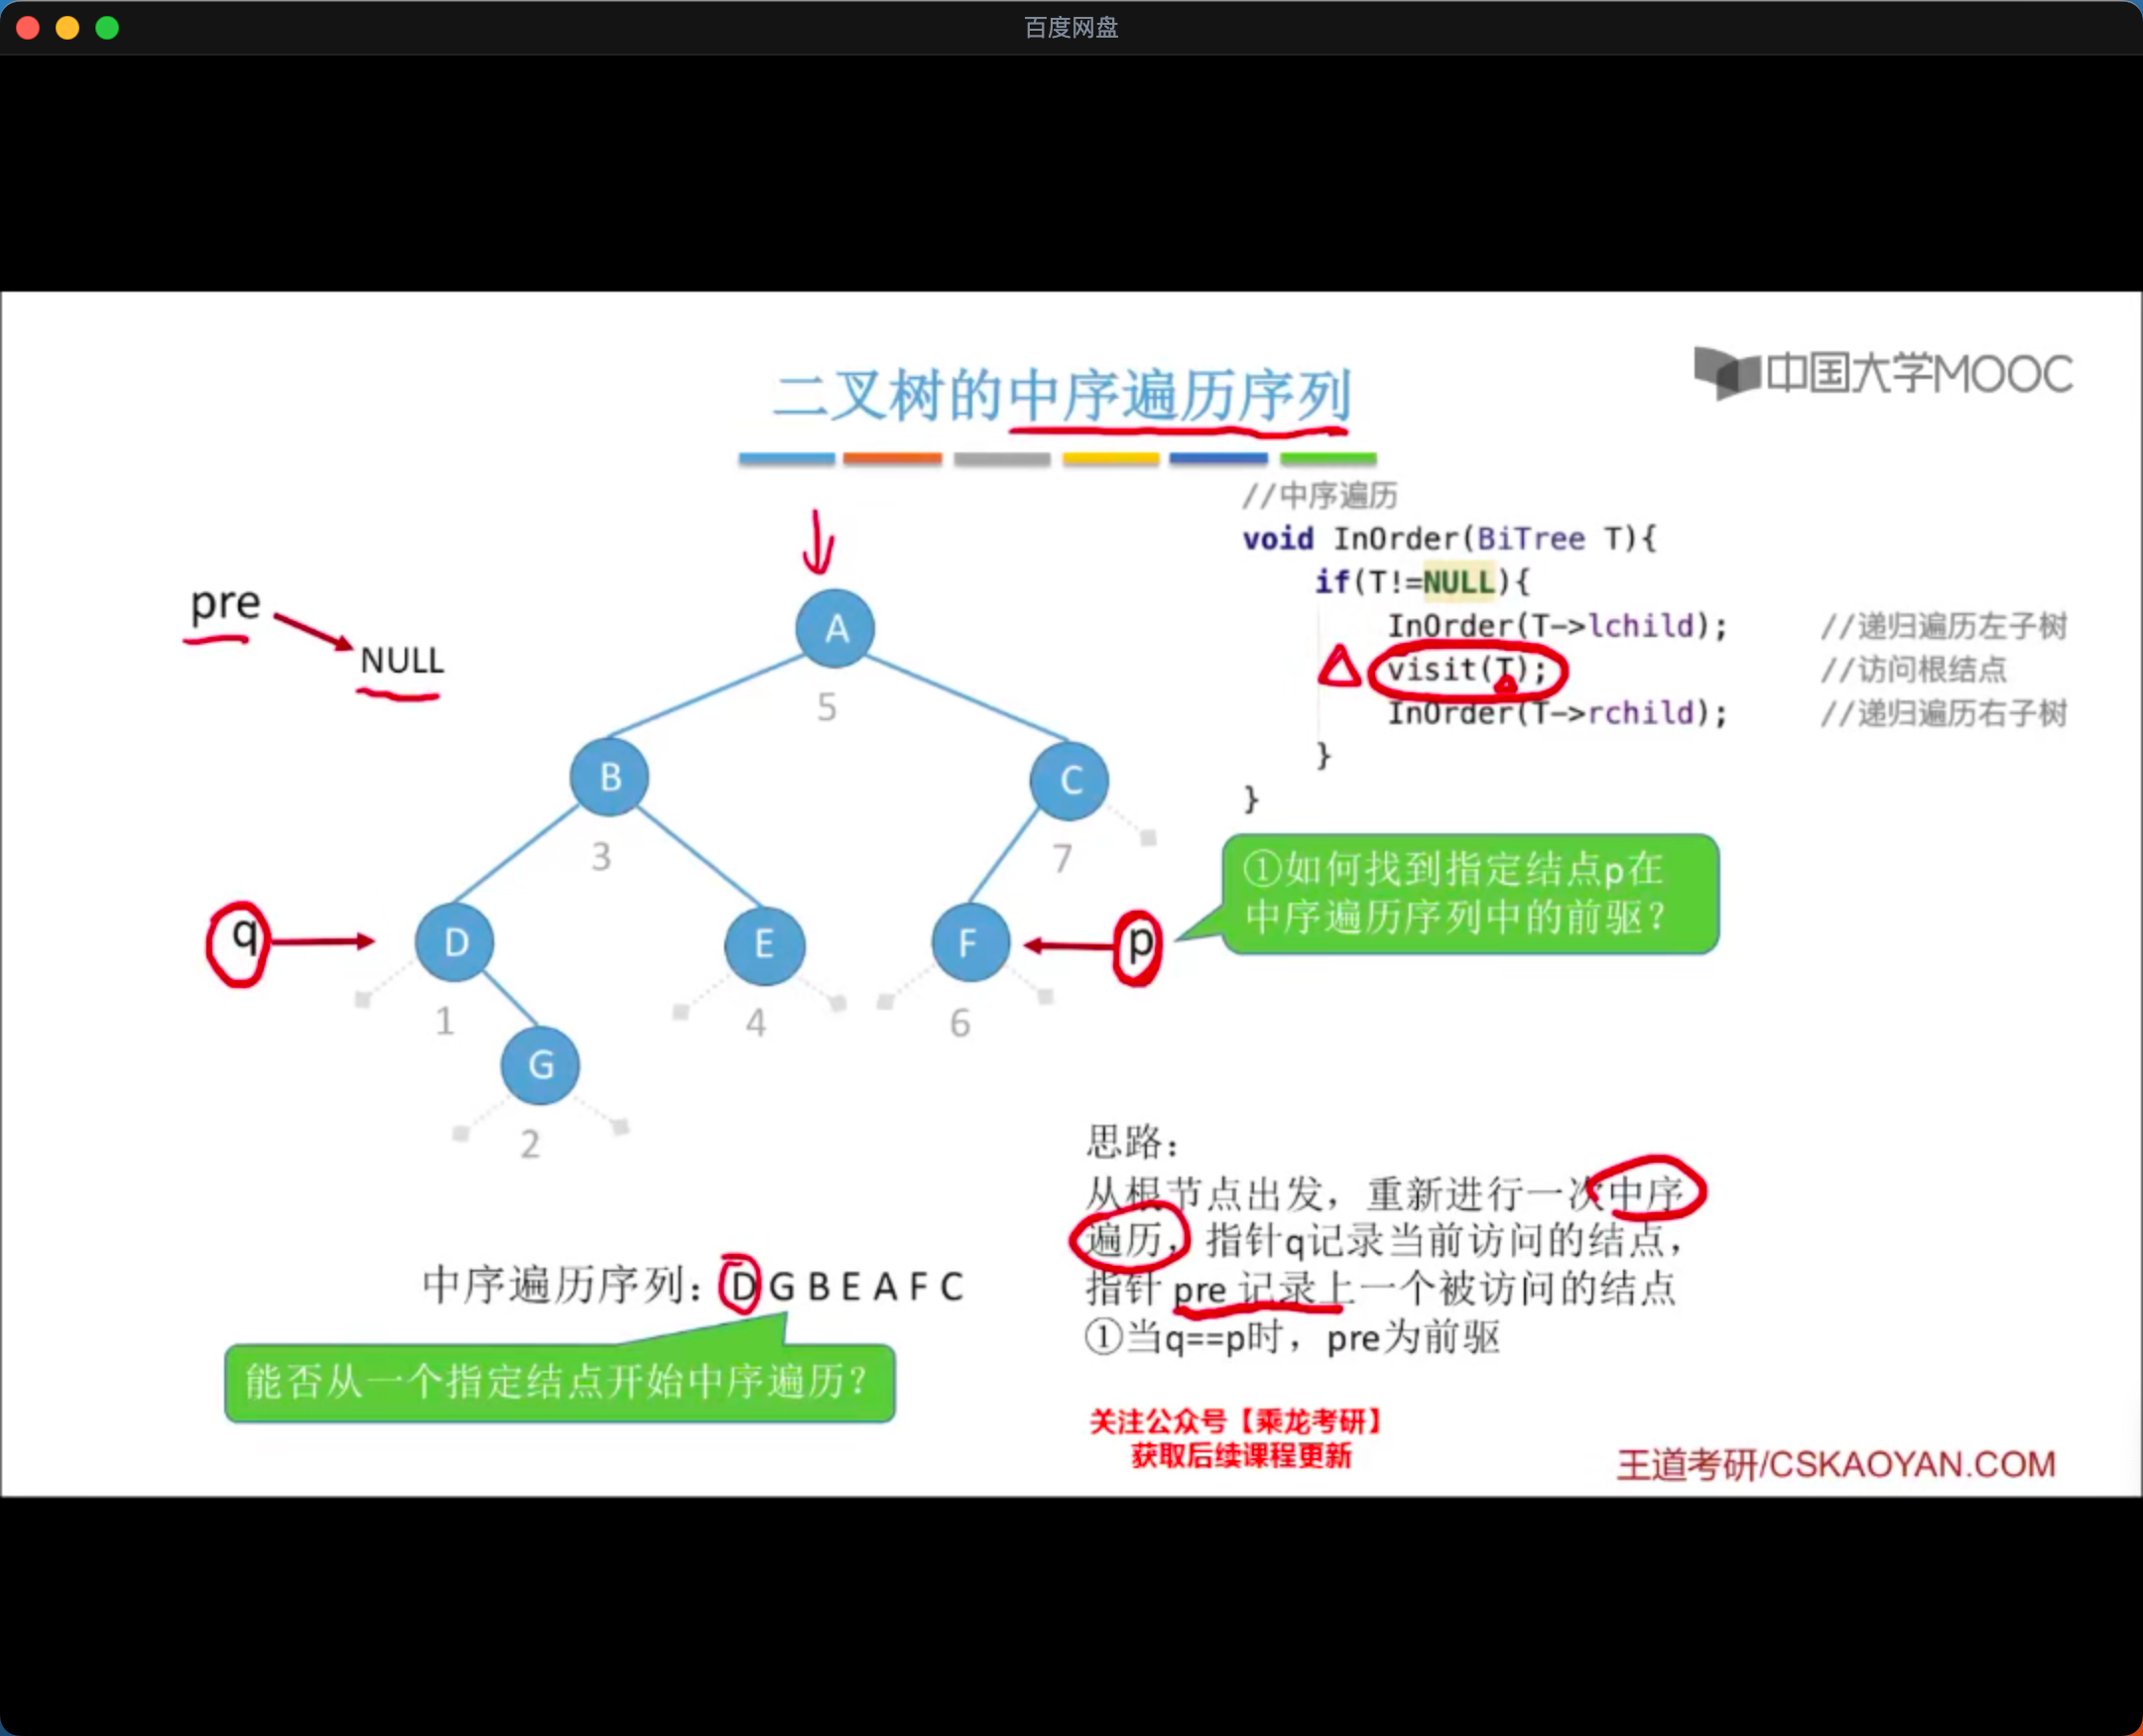 百度网盘
中国大学MOOC
二叉树的中序遍历序列
//中序遍历
void InOrder(BiTree T){
if(T!=NULL){
InOrder(T->lchild); //递归遍历左子树
visit(T); //访问根结点
InOrder(T->rchild); //递归遍历右子树
}
}
pre
NULL
A
5
B
3
C
7
q
D
1
E
4
F
6
p
G
2
①如何找到指定结点p在
中序遍历序列中的前驱？
思路：
从根节点出发，重新进行一次中序
遍历，指针q记录当前访问的结点，
指针 pre 记录上一个被访问的结点
①当q==p时，pre为前驱
中序遍历序列：D G B E A F C
能否从一个指定结点开始中序遍历？
关注公众号【乘龙考研】
获取后续课程更新
王道考研/CSKAOYAN.COM